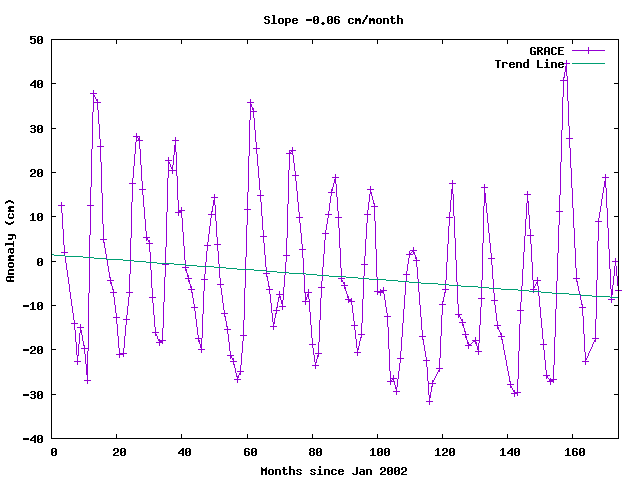 Slope -0.06 cm/month
GRACE
Trend Line
Anomaly (cm)
50
40
30
20
10
0
-10
-20
-30
-40
0 20 40 60 80 100 120 140 160
Months since Jan 2002